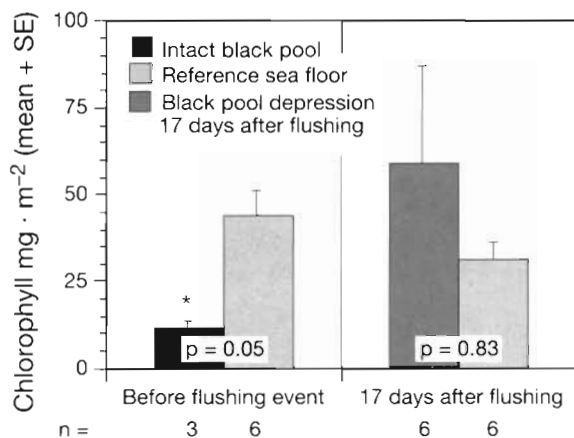 Chlorophyll mg · m⁻² (mean + SE)
100
75
50
25
0
Intact black pool
Reference sea floor
Black pool depression
17 days after flushing
*
p = 0.05
p = 0.83
Before flushing event
17 days after flushing
n =
3
6
6
6